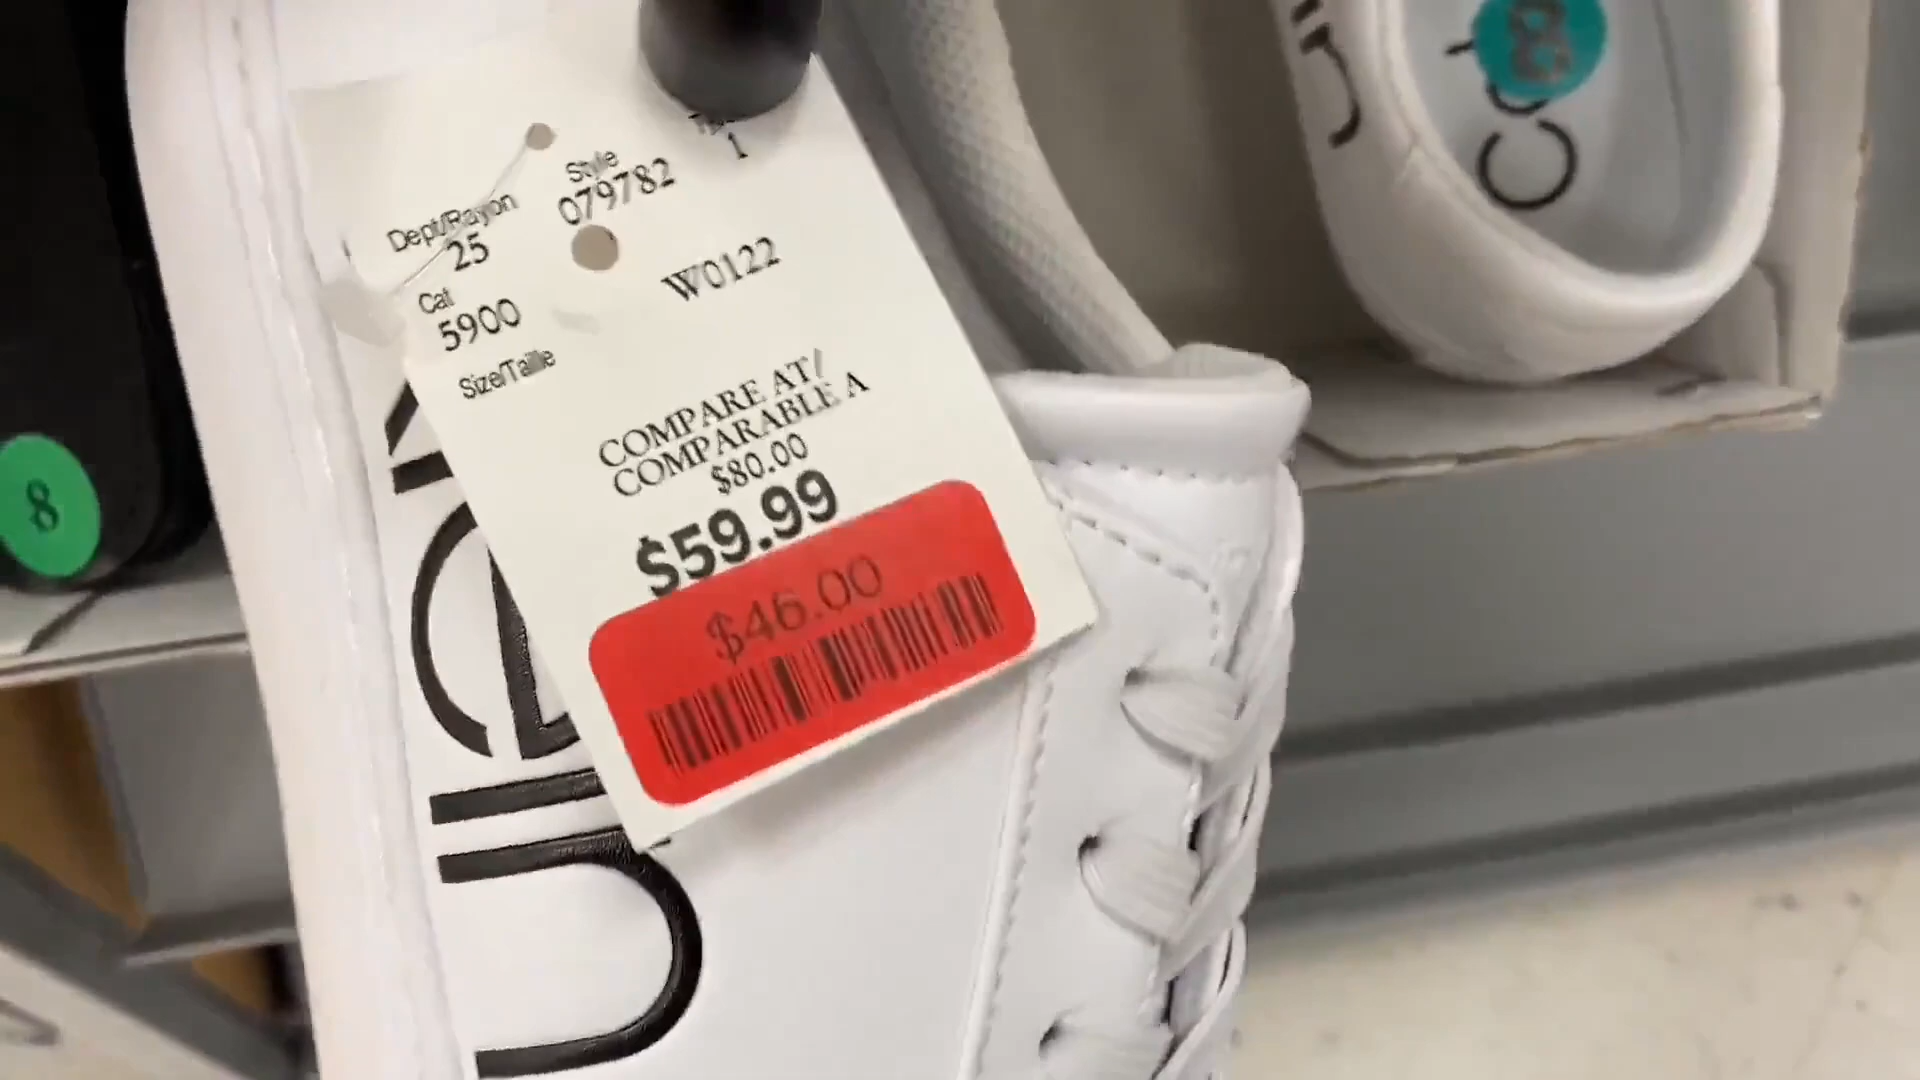 Dept/Rayon
25
Style
079782
1
Cat
5900
W0122
Size/Taille
COMPARE AT/
COMPARABLE A
$80.00
$59.99
$46.00
8
8